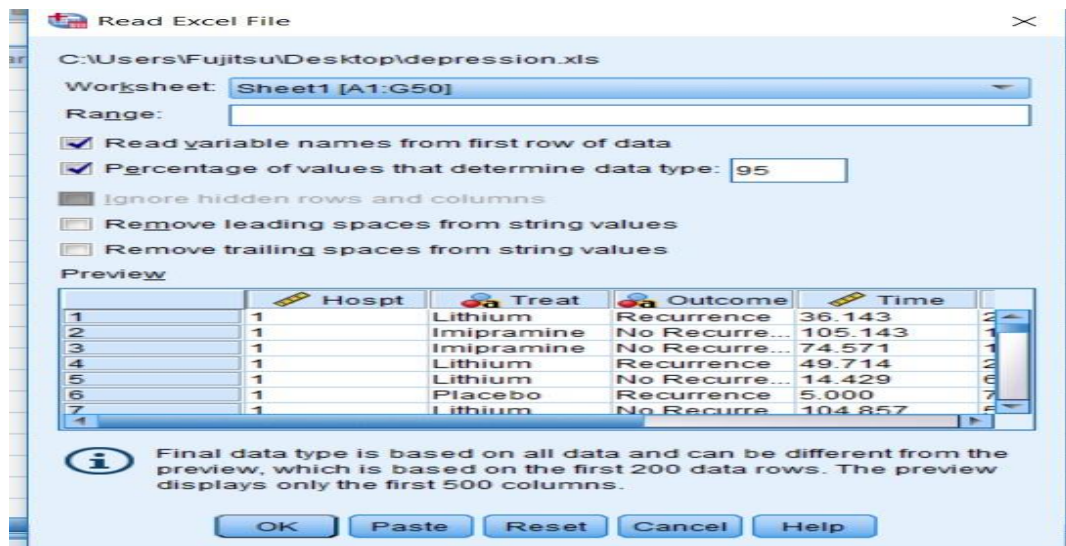 Read Excel File
C:\Users\Fujitsu\Desktop\depression.xls
Worksheet: Sheet1 [A1:G50]
Range:
Read variable names from first row of data
Percentage of values that determine data type: 95
Ignore hidden rows and columns
Remove leading spaces from string values
Remove trailing spaces from string values
Preview
Hospt Treat Outcome Time
1 1 Lithium Recurrence 36.143 2
2 1 Imipramine No Recurre... 105.143 1
3 1 Imipramine No Recurre... 74.571 1
4 1 Lithium Recurrence 49.714 2
5 1 Lithium No Recurre... 14.429 6
6 1 Placebo Recurrence 5.000 7
7 1 Lithium No Recurre 104.857
Final data type is based on all data and can be different from the
preview, which is based on the first 200 data rows. The preview
displays only the first 500 columns.
OK Paste Reset Cancel Help